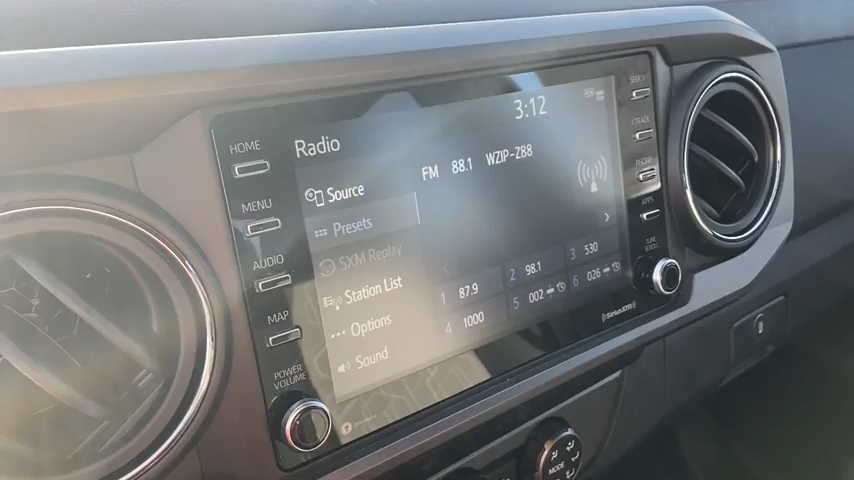 HOME
MENU
AUDIO
MAP
POWER
VOLUME
Radio
3:12
Source
Presets
SXM Replay
Station List
Options
Sound
FM 88.1 WZIP-Z88
1 87.9 2 98.1 3 530
4 1000 5 002 6 026
SEEK >
< TRACK
PHONE
APPS
TUNE
SCROLL
SiriusXM
MODE